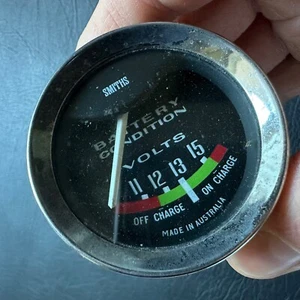 SMITHS
BATTERY
CONDITION
VOLTS
11 12 13 15
OFF CHARGE ON CHARGE
MADE IN AUSTRALIA